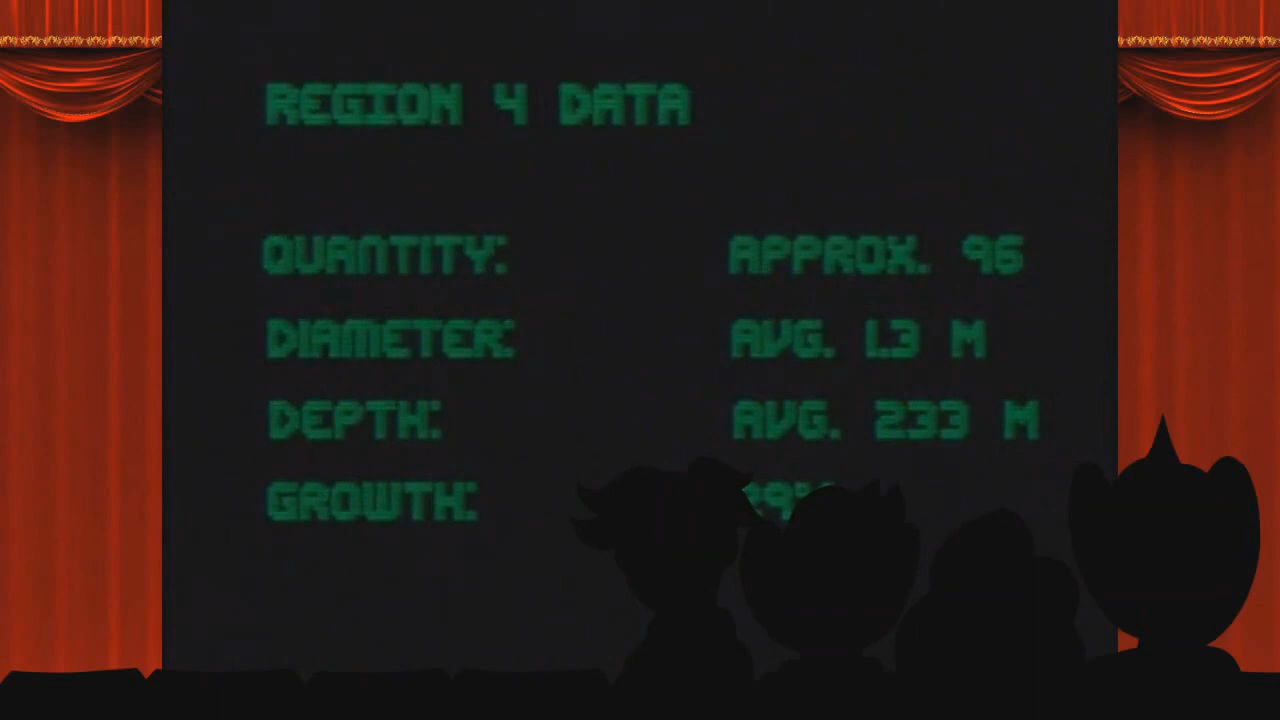 REGION 4 DATA
QUANTITY: APPROX. 96
DIAMETER: AVG. 1.3 M
DEPTH: AVG. 233 M
GROWTH: